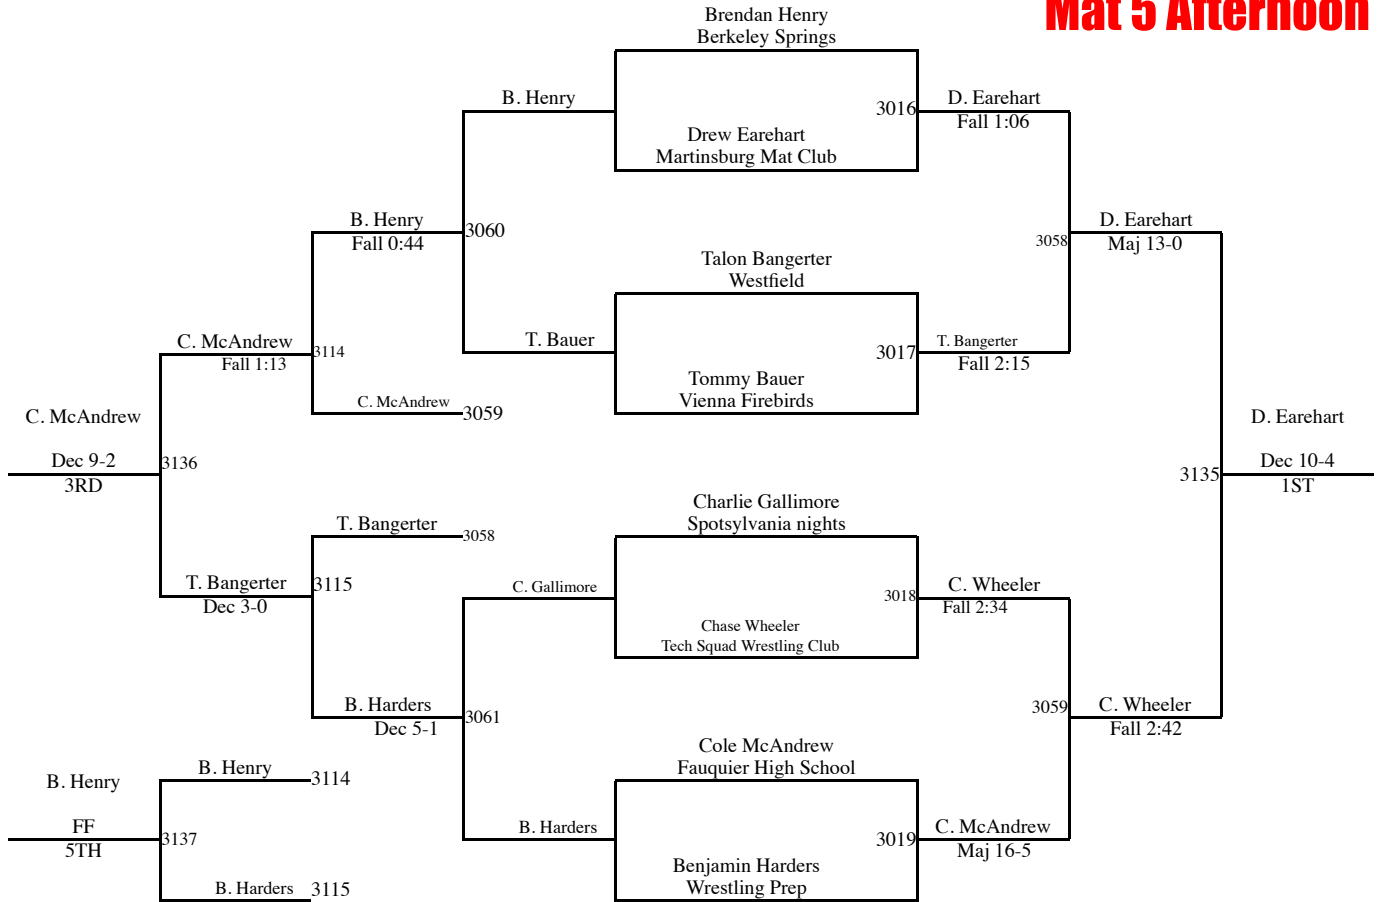 Mat 5 Afternoon
Brendan Henry
Berkeley Springs
B. Henry
3016
D. Earehart
Fall 1:06
Drew Earehart
Martinsburg Mat Club
B. Henry
Fall 0:44
3060
3058
D. Earehart
Maj 13-0
Talon Bangerter
Westfield
C. McAndrew
Fall 1:13
3114
T. Bauer
3017
T. Bangerter
Fall 2:15
Tommy Bauer
Vienna Firebirds
C. McAndrew
3059
C. McAndrew
Dec 9-2
3RD
3136
D. Earehart
3135
Dec 10-4
1ST
Charlie Gallimore
Spotsylvania nights
T. Bangerter
3058
T. Bangerter
Dec 3-0
3115
C. Gallimore
3018
C. Wheeler
Fall 2:34
Chase Wheeler
Tech Squad Wrestling Club
B. Harders
Dec 5-1
3061
3059
C. Wheeler
Fall 2:42
Cole McAndrew
Fauquier High School
B. Henry
B. Henry
3114
FF
5TH
3137
B. Harders
3019
C. McAndrew
Maj 16-5
Benjamin Harders
Wrestling Prep
B. Harders
3115